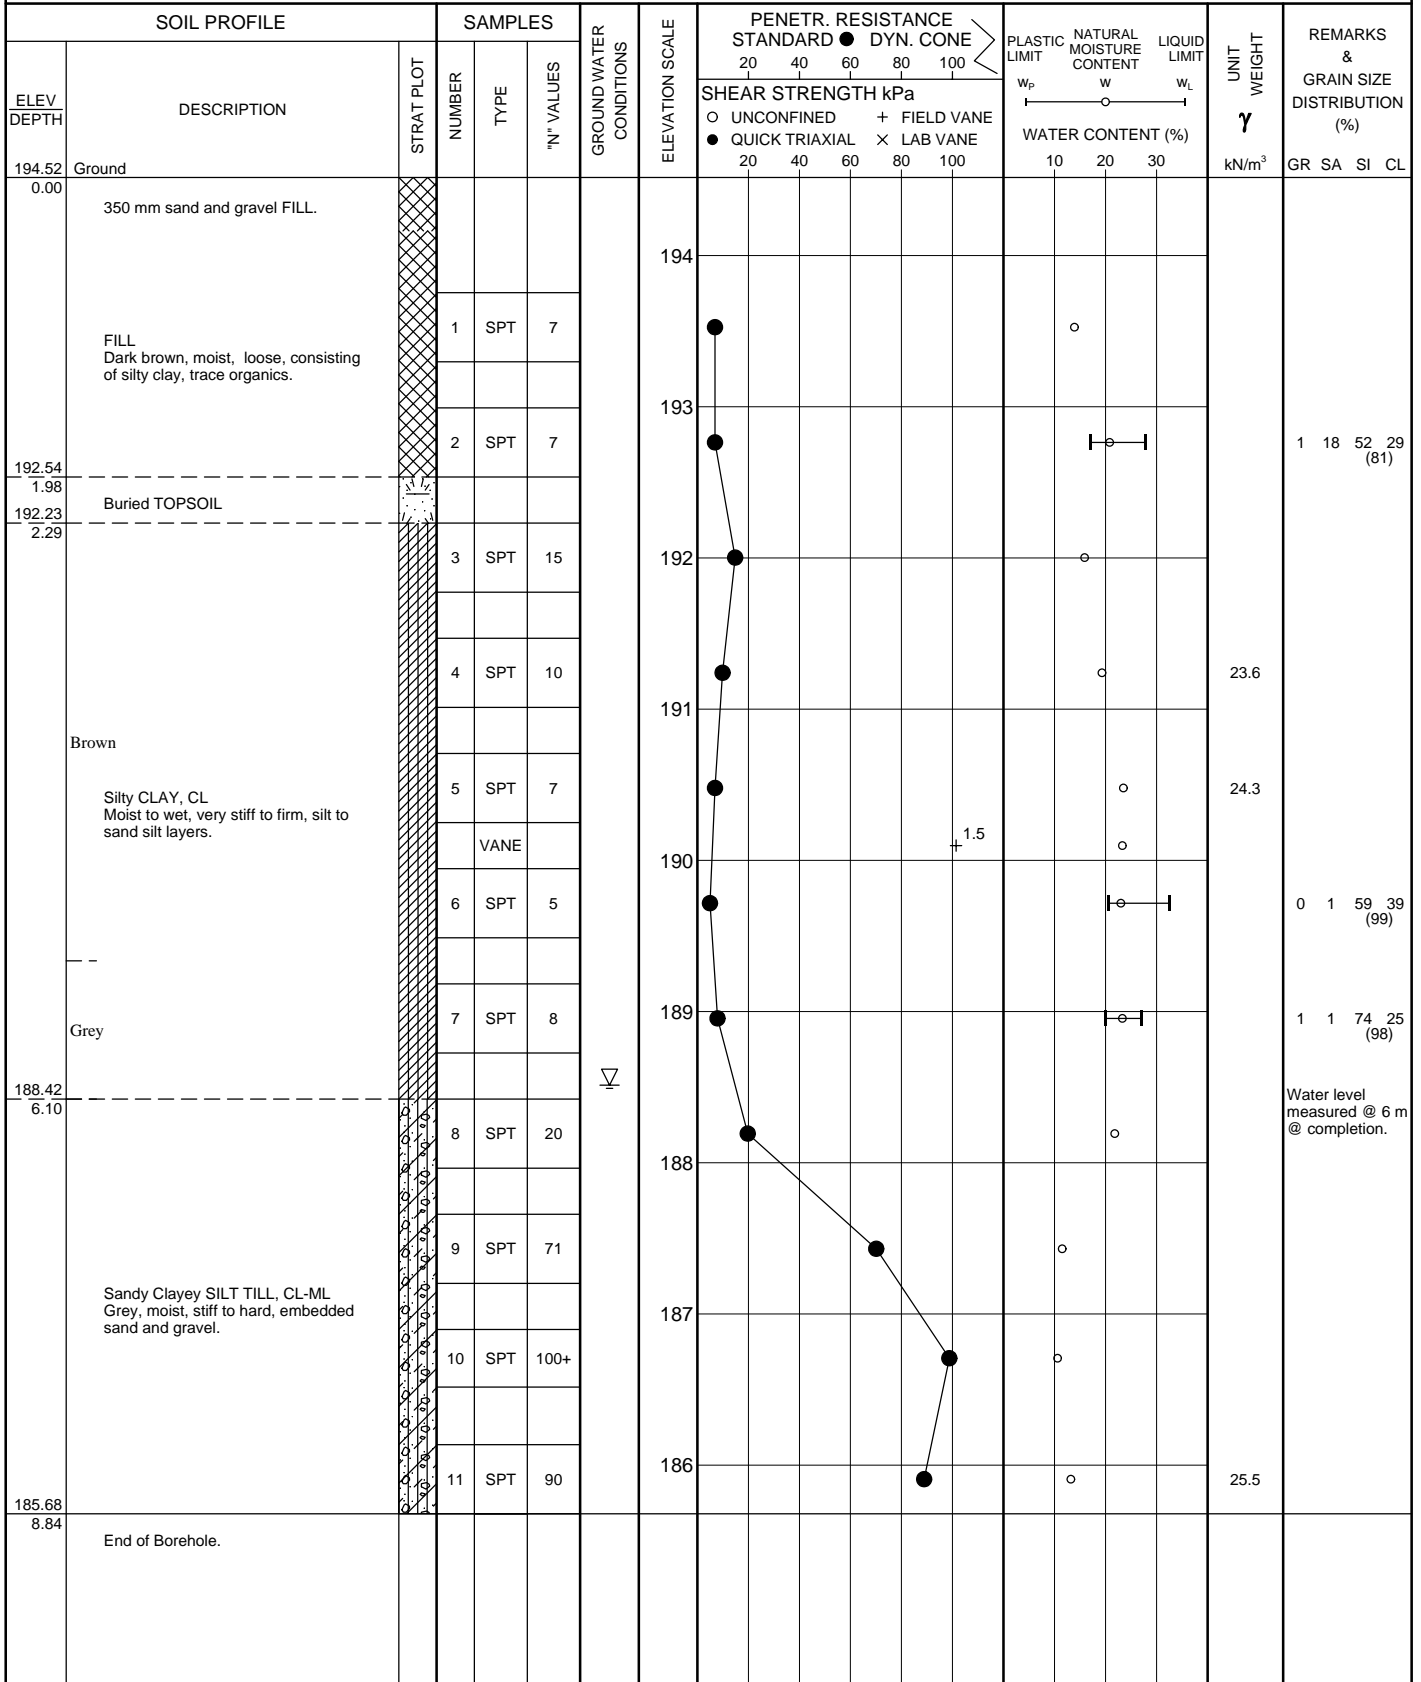 SOIL PROFILE
SAMPLES
GROUND WATER
CONDITIONS
ELEVATION SCALE
PENETR. RESISTANCE
STANDARD ● DYN. CONE
20 40 60 80 100
SHEAR STRENGTH kPa
○ UNCONFINED + FIELD VANE
● QUICK TRIAXIAL × LAB VANE
20 40 60 80 100
PLASTIC LIMIT
NATURAL MOISTURE CONTENT
LIQUID LIMIT
WP W WL
WATER CONTENT (%)
10 20 30
UNIT
WEIGHT
γ
kN/m³
REMARKS
&
GRAIN SIZE
DISTRIBUTION
(%)
GR SA SI CL
ELEV
DEPTH
DESCRIPTION
STRAT PLOT
NUMBER
TYPE
"N" VALUES
194.52 Ground
0.00
350 mm sand and gravel FILL.
194
1 SPT 7
FILL
Dark brown, moist, loose, consisting
of silty clay, trace organics.
193
2 SPT 7
1 18 52 29
(81)
192.54
1.98
Buried TOPSOIL
192.23
2.29
3 SPT 15
192
4 SPT 10
23.6
191
Brown
5 SPT 7
24.3
Silty CLAY, CL
Moist to wet, very stiff to firm, silt to
sand silt layers.
VANE
1.5
190
6 SPT 5
0 1 59 39
(99)
189
7 SPT 8
1 1 74 25
(98)
Grey
188.42
6.10
Water level
measured @ 6 m
@ completion.
8 SPT 20
188
9 SPT 71
187
Sandy Clayey SILT TILL, CL-ML
Grey, moist, stiff to hard, embedded
sand and gravel.
10 SPT 100+
186
11 SPT 90
25.5
185.68
8.84
End of Borehole.